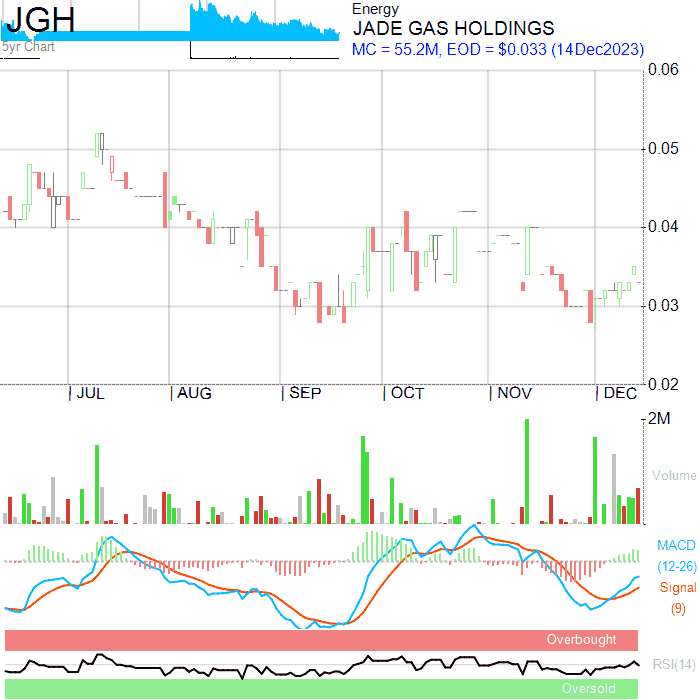 JGH
5yr Chart
Energy
JADE GAS HOLDINGS
MC = 55.2M, EOD = $0.033 (14Dec2023)
0.06
0.05
0.04
0.03
0.02
JUL AUG SEP OCT NOV DEC
2M
Volume
MACD
(12-26)
Signal
(9)
Overbought
RSI(14)
Oversold